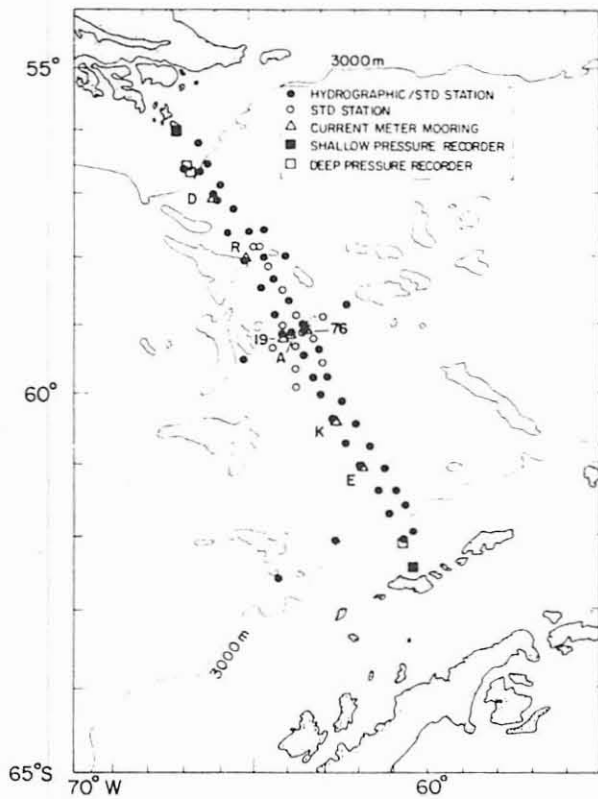 55°
3000m
HYDROGRAPHIC/STD STATION
STD STATION
CURRENT METER MOORING
SHALLOW PRESSURE RECORDER
DEEP PRESSURE RECORDER
D
R
19
76
A
60°
K
E
3000m
65°S
70°W
60°